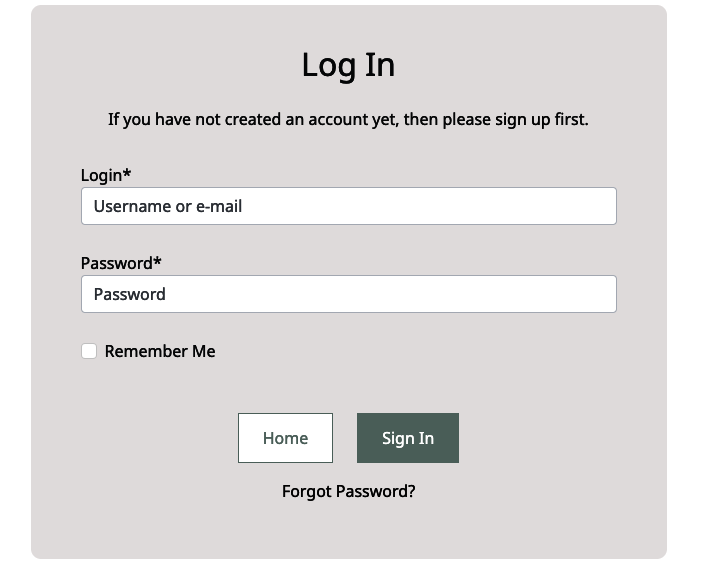 Log In
If you have not created an account yet, then please sign up first.
Login*
Username or e-mail
Password*
Password
Remember Me
Home
Sign In
Forgot Password?